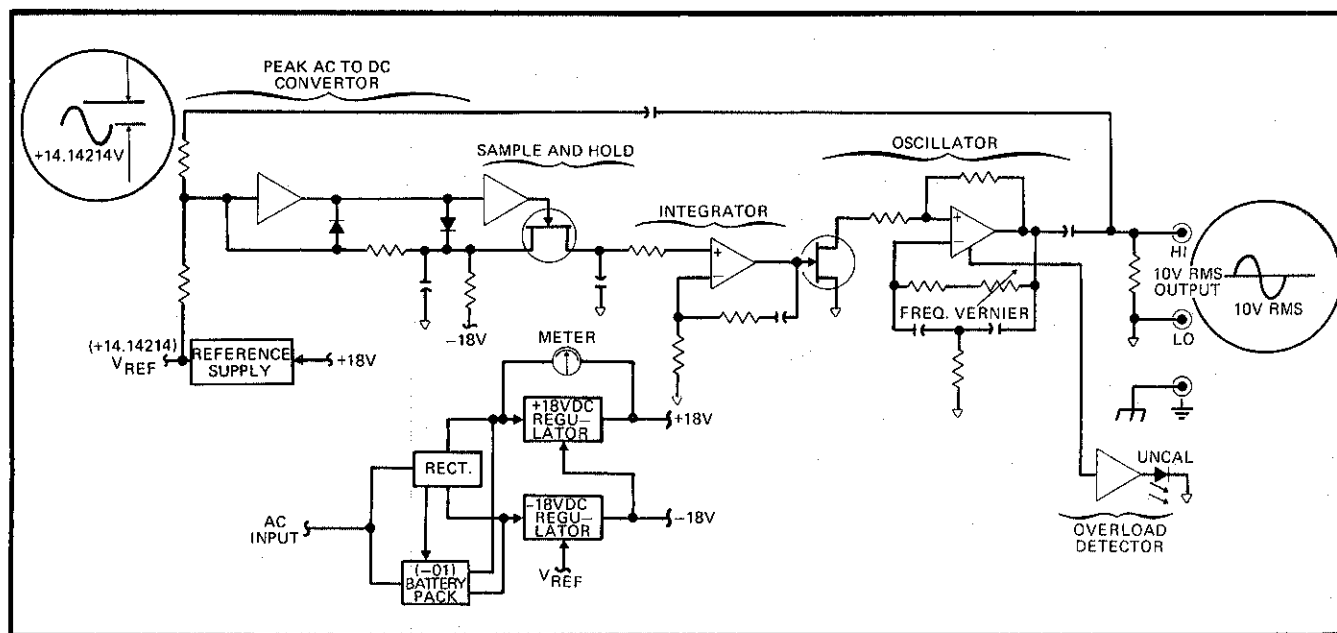 PEAK AC TO DC
CONVERTOR
+14.14214V
SAMPLE AND HOLD
OSCILLATOR
INTEGRATOR
+
−
+
−
FREQ. VERNIER
HI
10V RMS
OUTPUT
LO
10V RMS
−18V
(+14.14214)
VREF
REFERENCE
SUPPLY
+18V
METER
+18VDC
REGU–
LATOR
+18V
RECT.
−18VDC
REGU–
LATOR
−18V
AC
INPUT
(−01)
BATTERY
PACK
VREF
UNCAL
OVERLOAD
DETECTOR